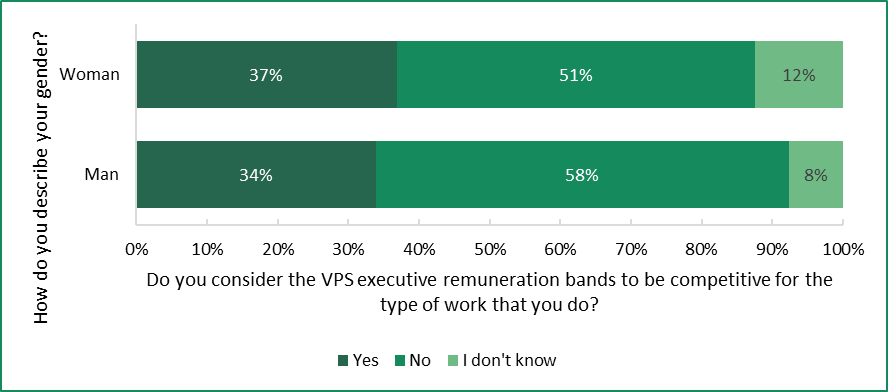 How do you describe your gender?
Woman
37%
51%
12%
Man
34%
58%
8%
0%
10%
20%
30%
40%
50%
60%
70%
80%
90%
100%
Do you consider the VPS executive remuneration bands to be competitive for the
type of work that you do?
Yes
No
I don't know